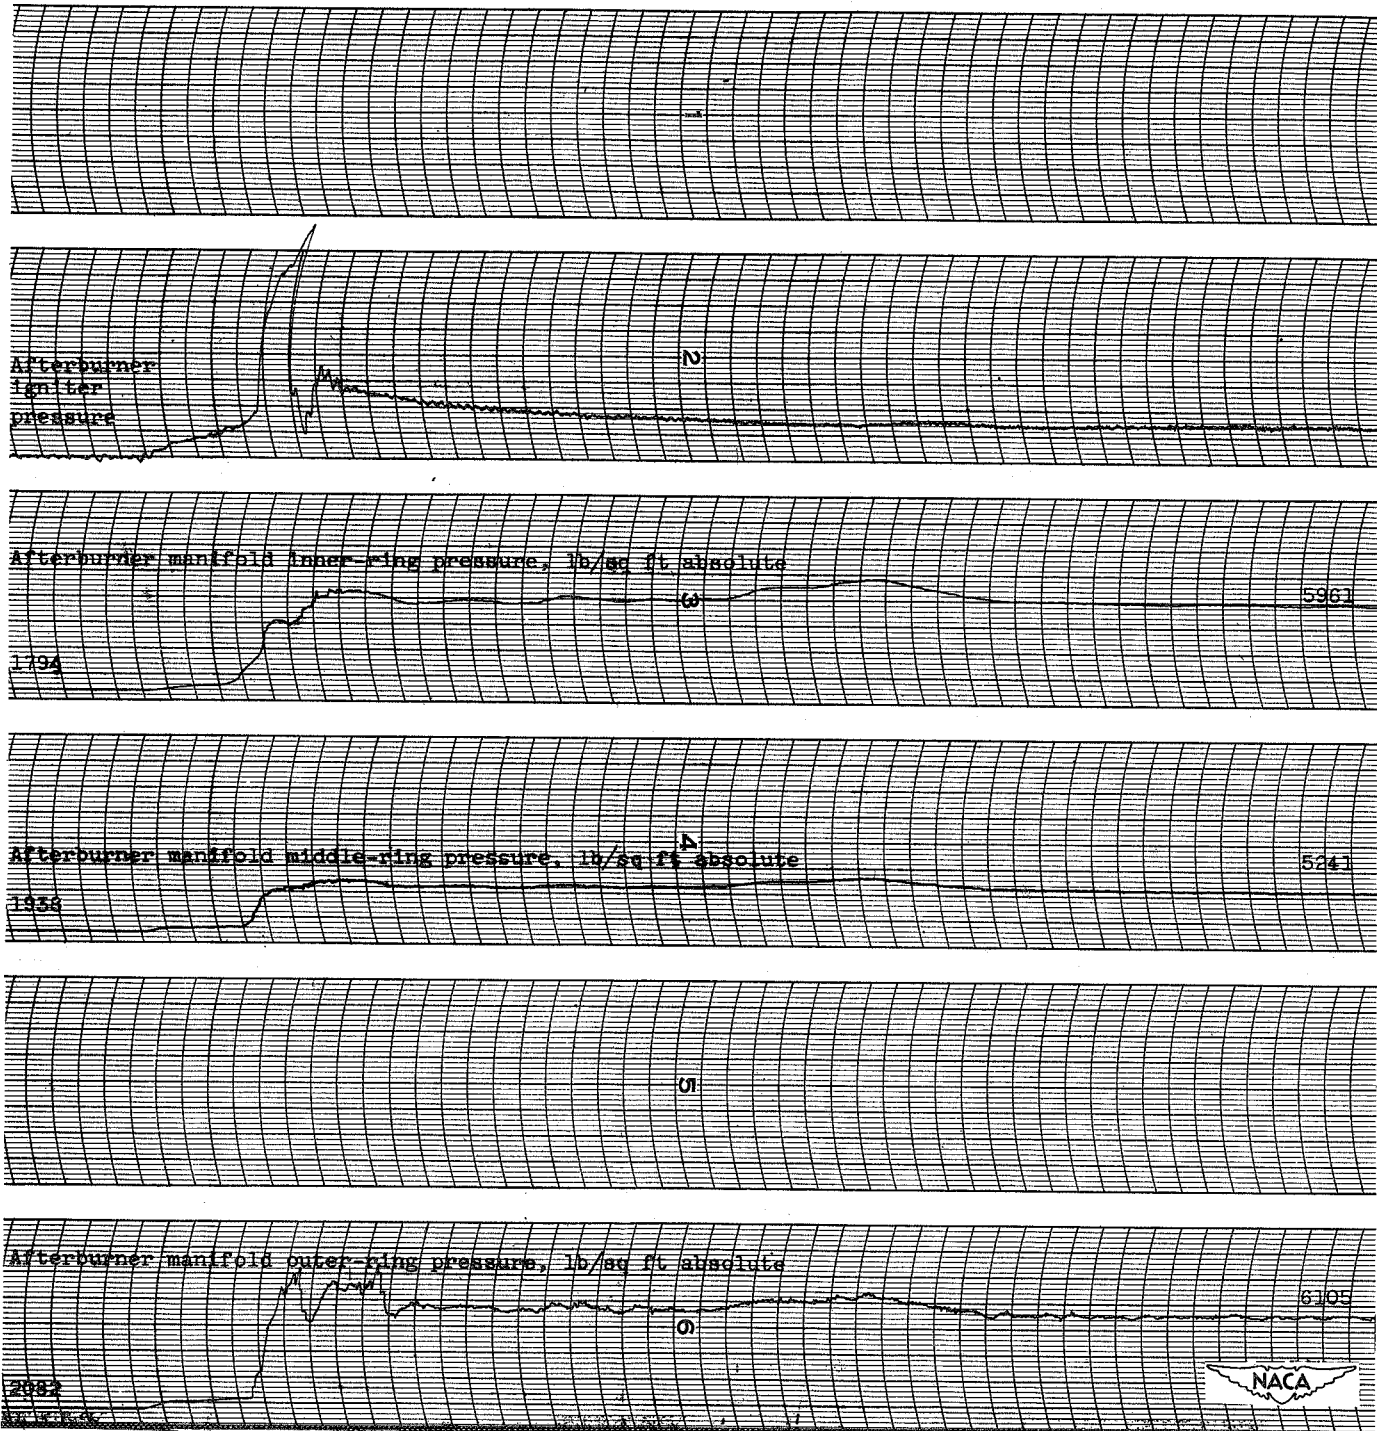 1
2
Afterburner
igniter
pressure
Afterburner manifold inner-ring pressure, lb/sq ft absolute
3
5961
1794
4
Afterburner manifold middle-ring pressure, lb/sq ft absolute
5241
1938
5
Afterburner manifold outer-ring pressure, lb/sq ft absolute
6105
6
2082
NACA